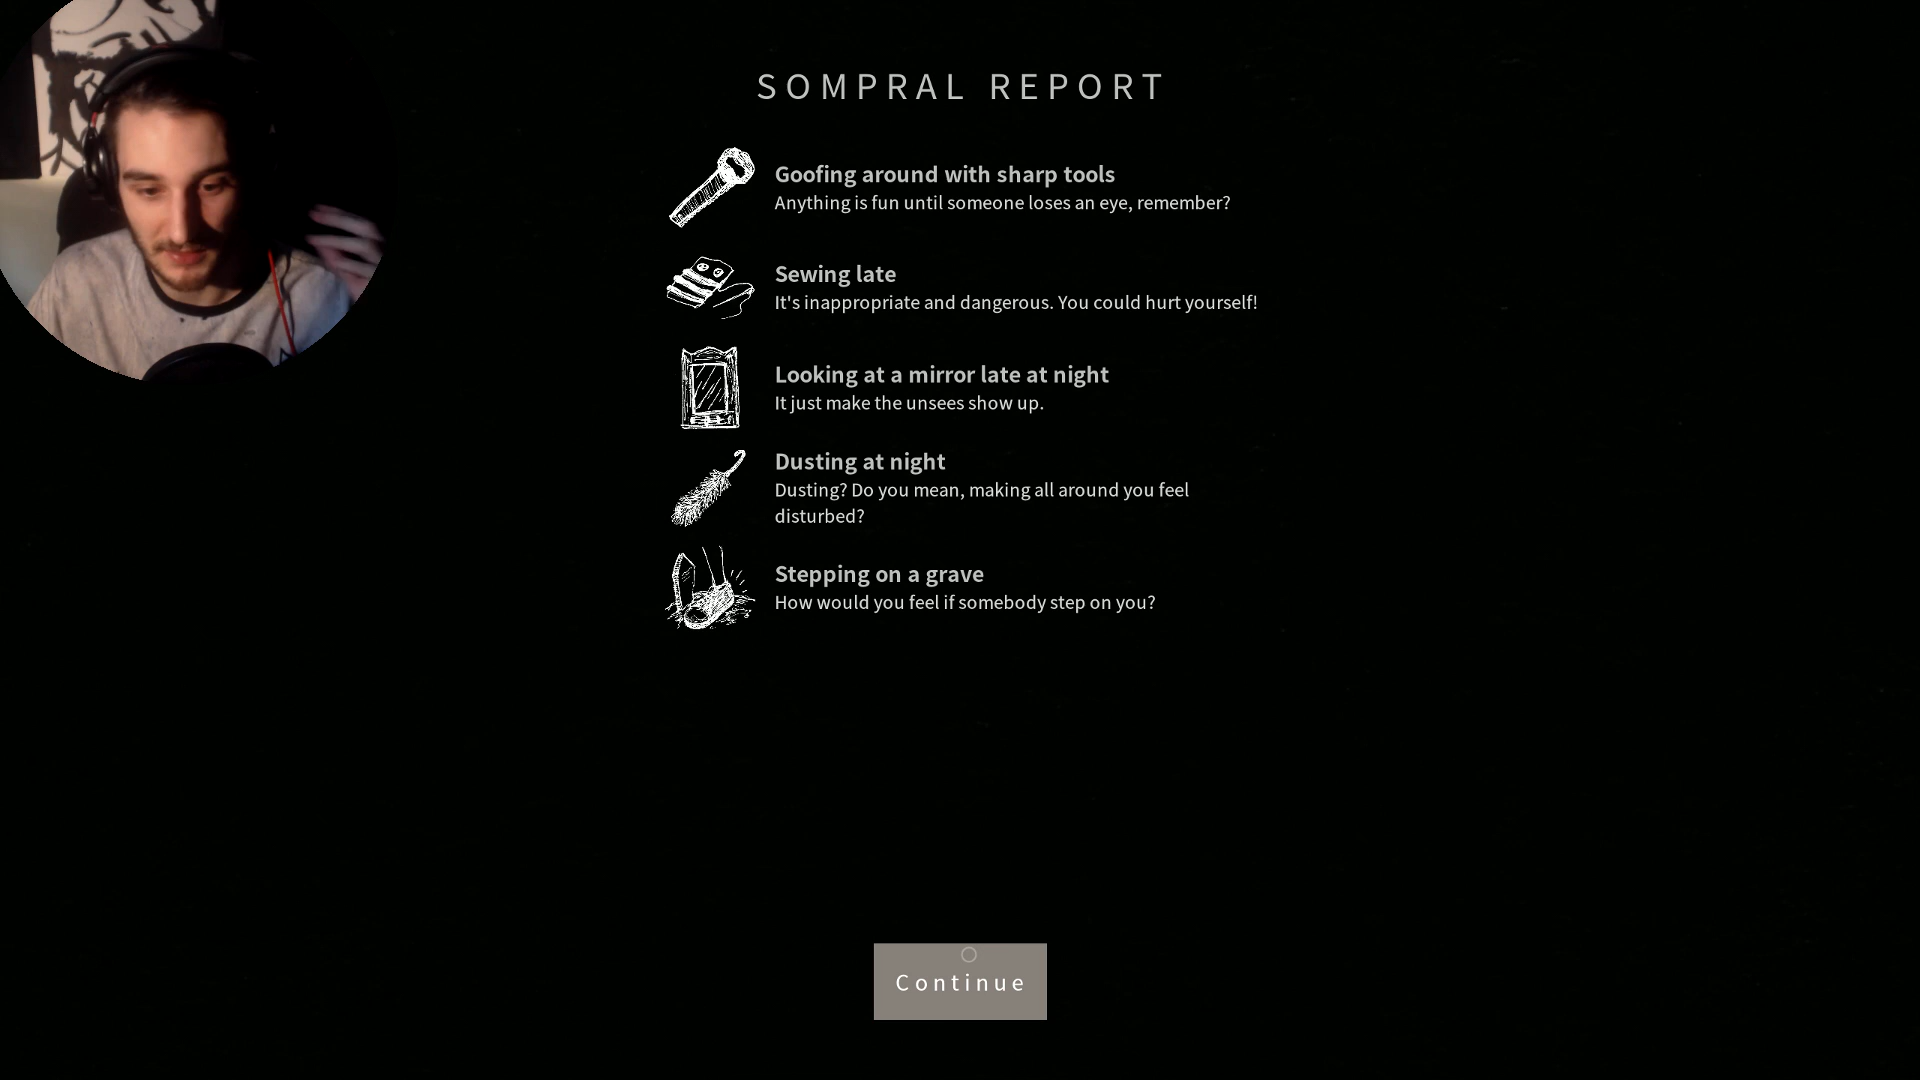 SOMPRAL REPORT
Goofing around with sharp tools
Anything is fun until someone loses an eye, remember?
Sewing late
It's inappropriate and dangerous. You could hurt yourself!
Looking at a mirror late at night
It just make the unsees show up.
Dusting at night
Dusting? Do you mean, making all around you feel
disturbed?
Stepping on a grave
How would you feel if somebody step on you?
Continue